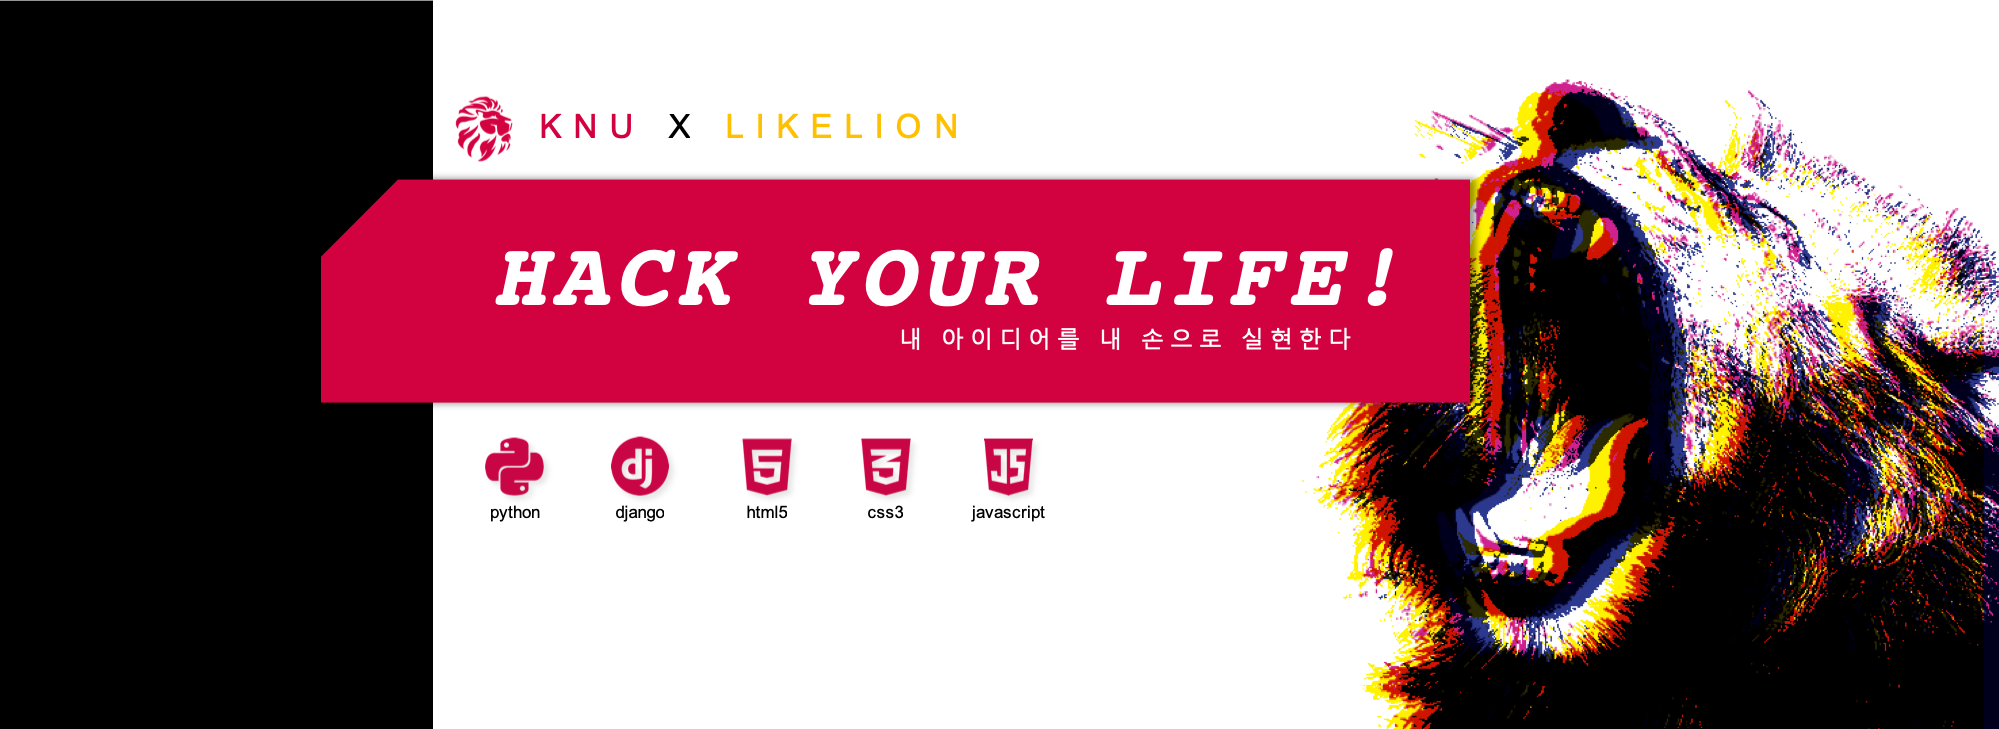 KNU X LIKELION
HACK YOUR LIFE!
내 아이디어를 내 손으로 실현한다
5 3 JS
dj
python django html5 css3 javascript